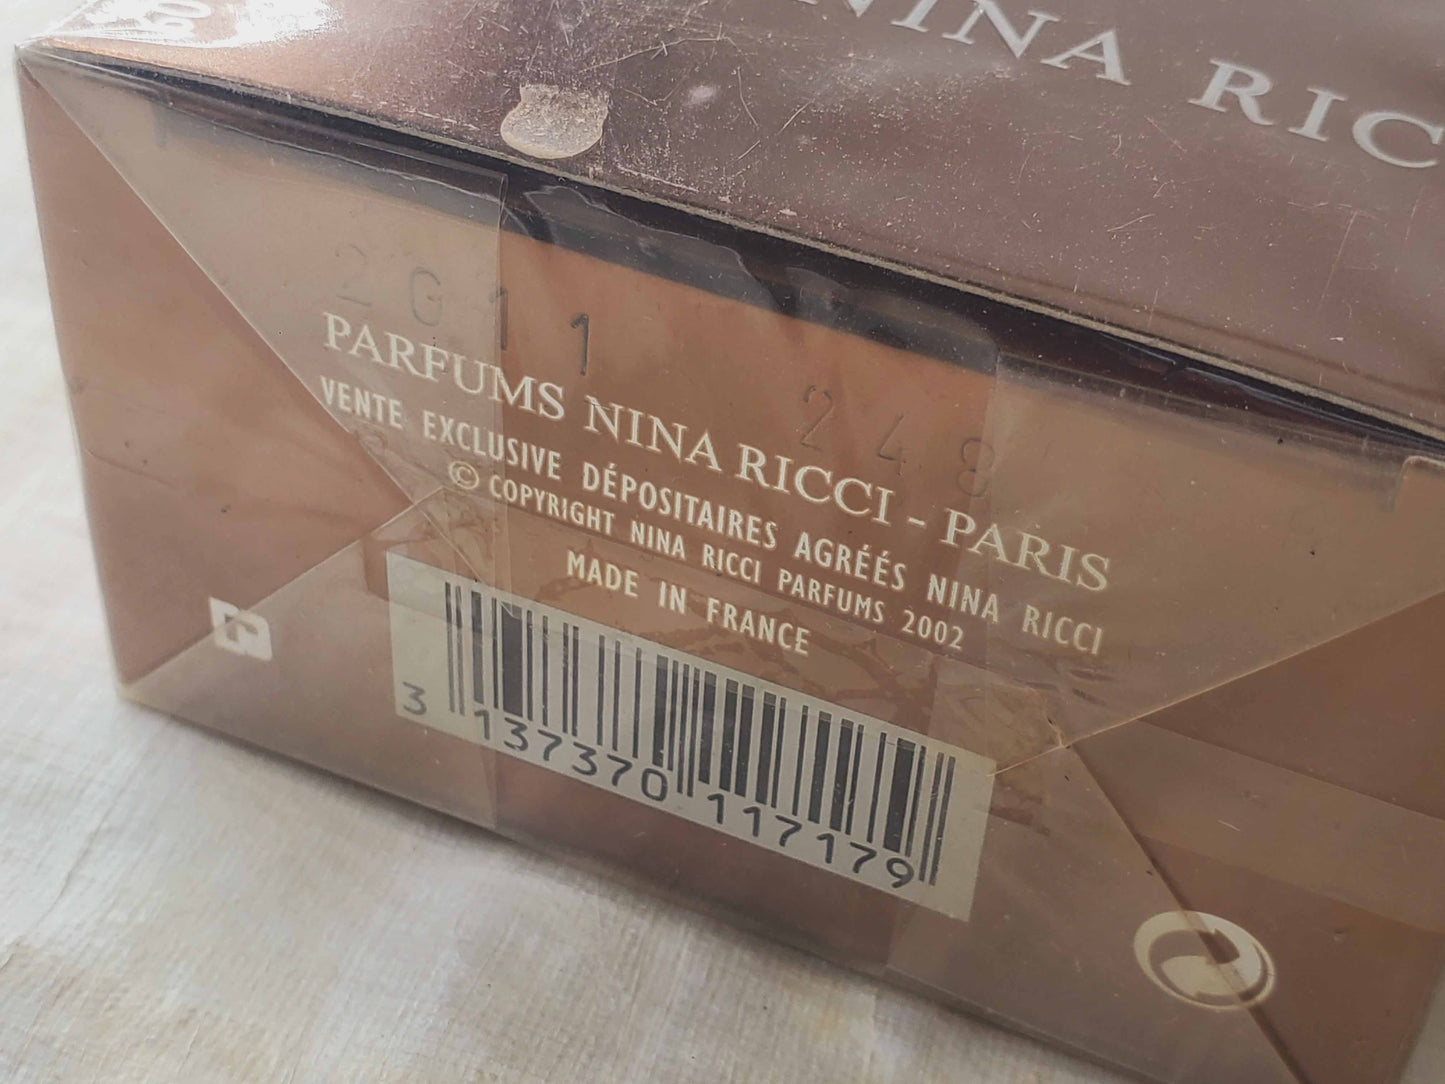 NINA RICC
2G11 248
PARFUMS NINA RICCI - PARIS
VENTE EXCLUSIVE DÉPOSITAIRES AGRÉÉS NINA RICCI
© COPYRIGHT NINA RICCI PARFUMS 2002
MADE IN FRANCE
3 137370 117179